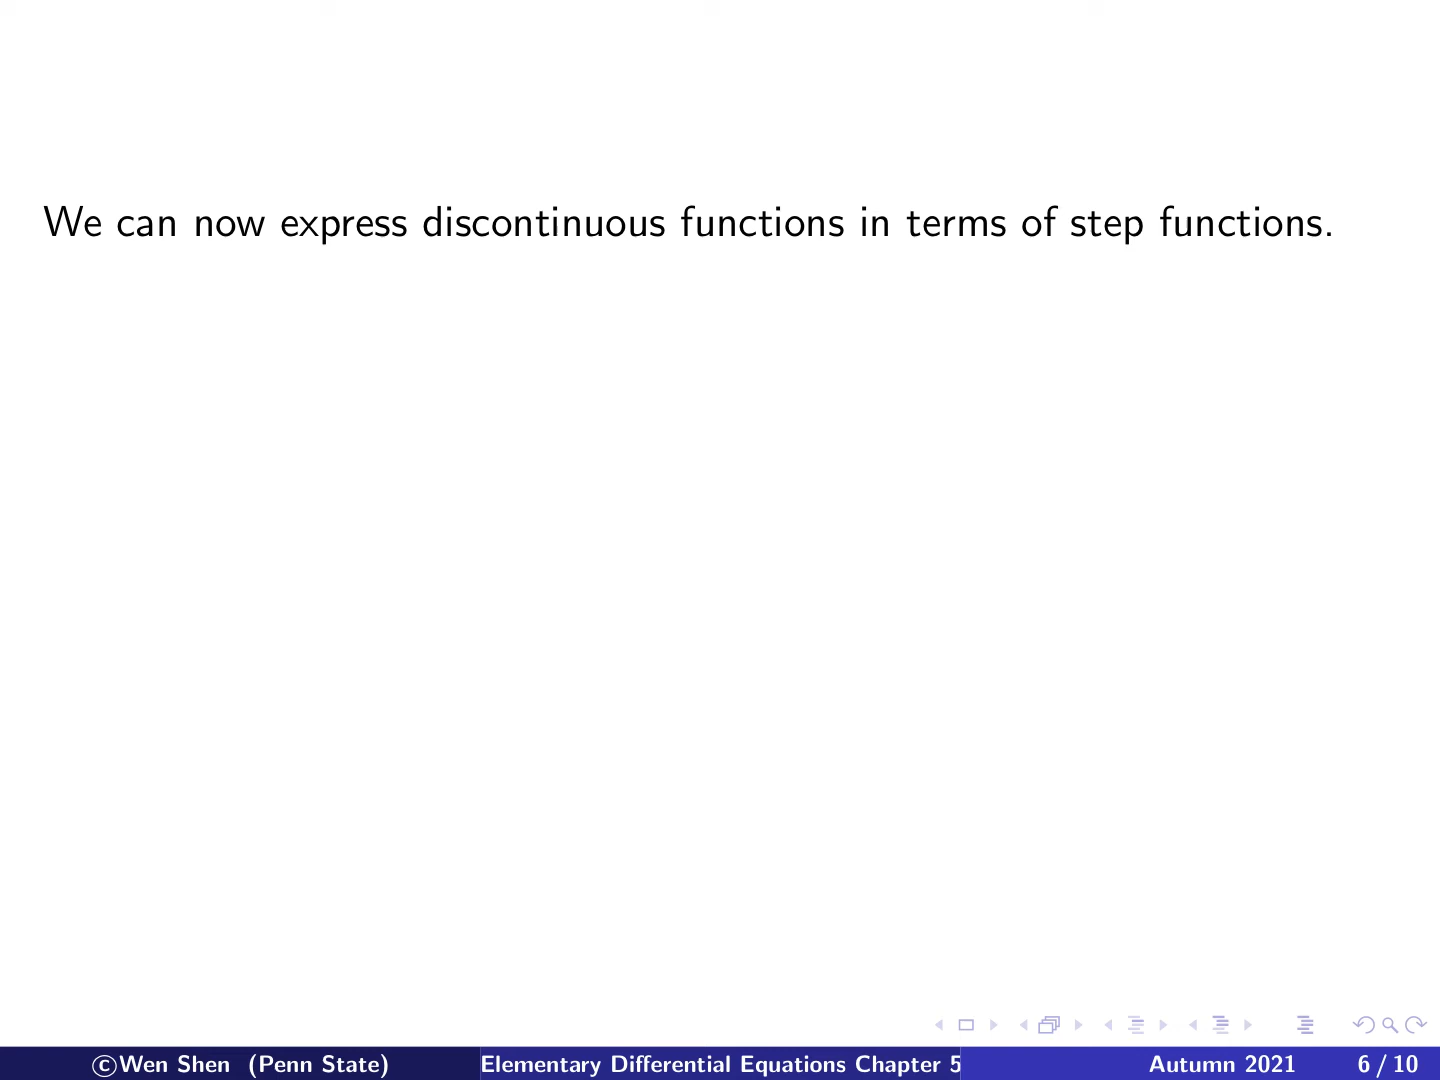 We can now express discontinuous functions in terms of step functions.
©Wen Shen (Penn State) Elementary Differential Equations Chapter 5 Autumn 2021 6 / 10